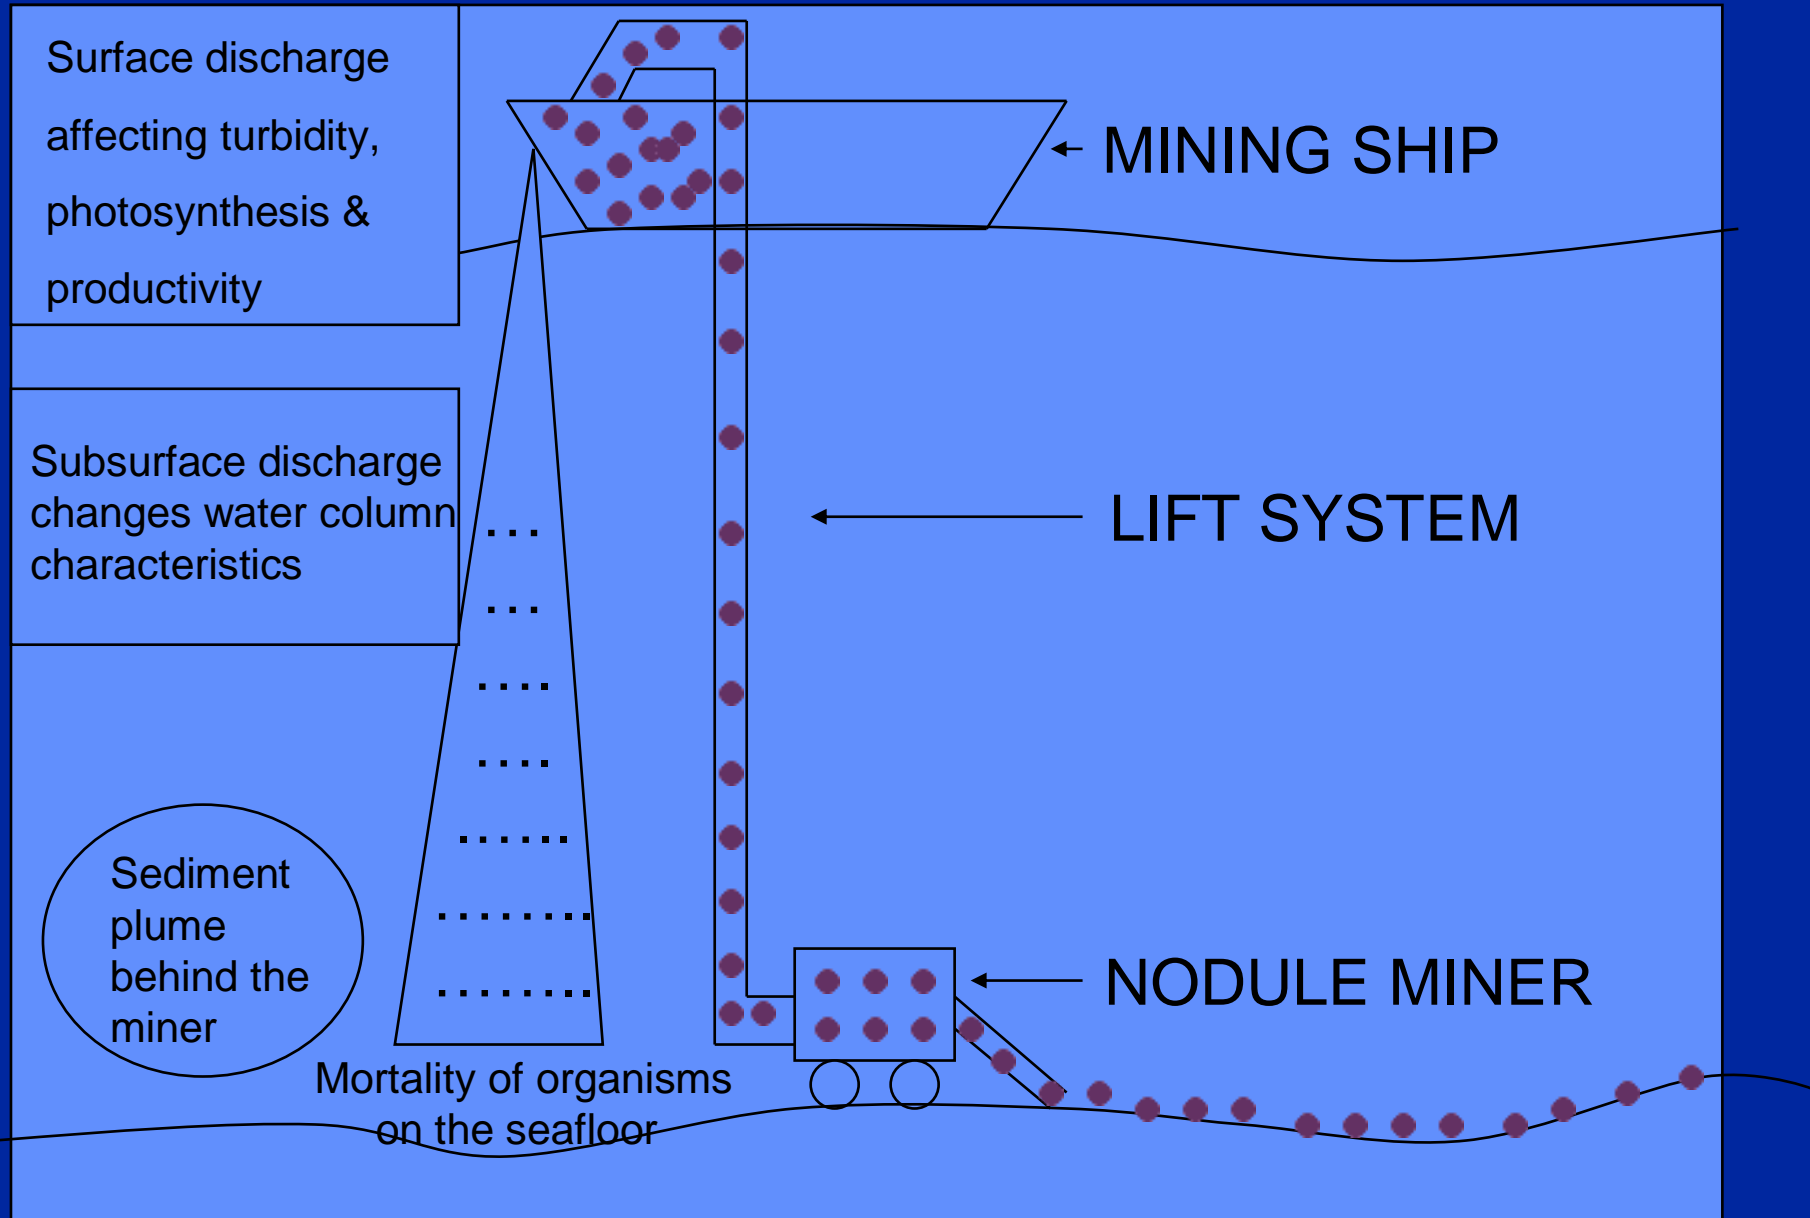 Surface discharge
affecting turbidity,
photosynthesis &
productivity
MINING SHIP
Subsurface discharge
changes water column
characteristics
LIFT SYSTEM
Sediment
plume
behind the
miner
NODULE MINER
Mortality of organisms
on the seafloor